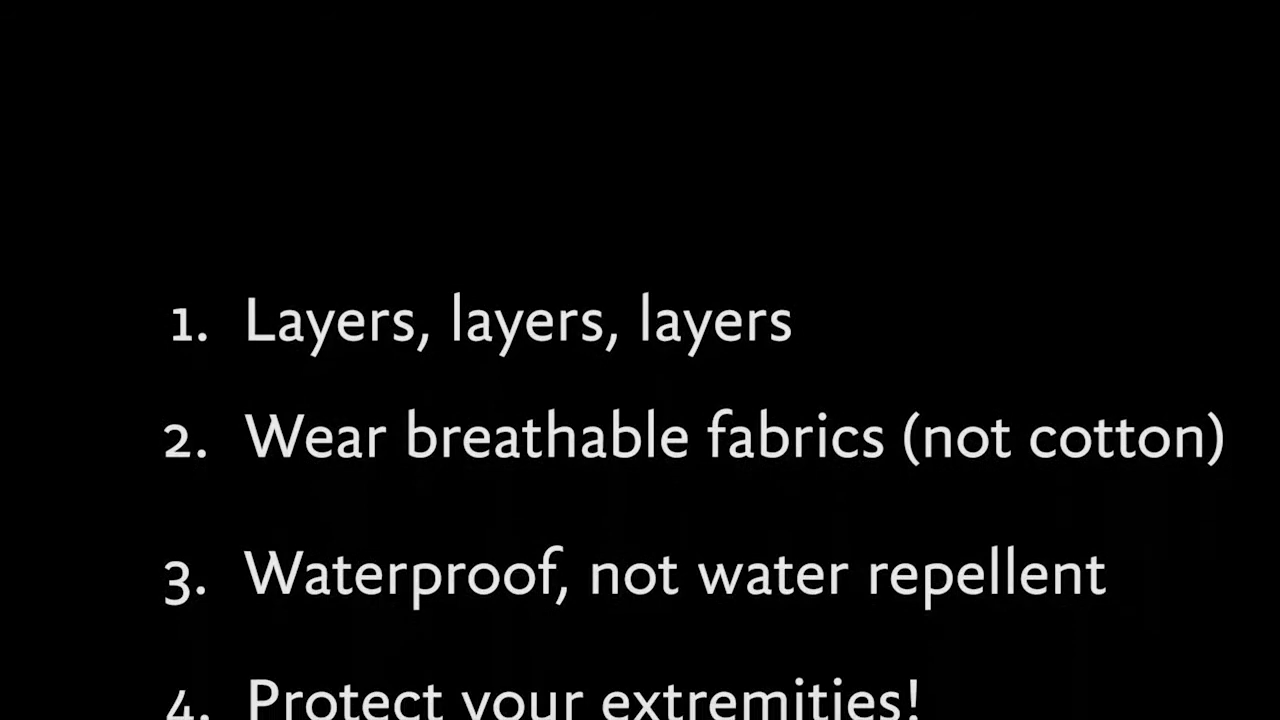 1. Layers, layers, layers
2. Wear breathable fabrics (not cotton)
3. Waterproof, not water repellent
4. Protect your extremities!